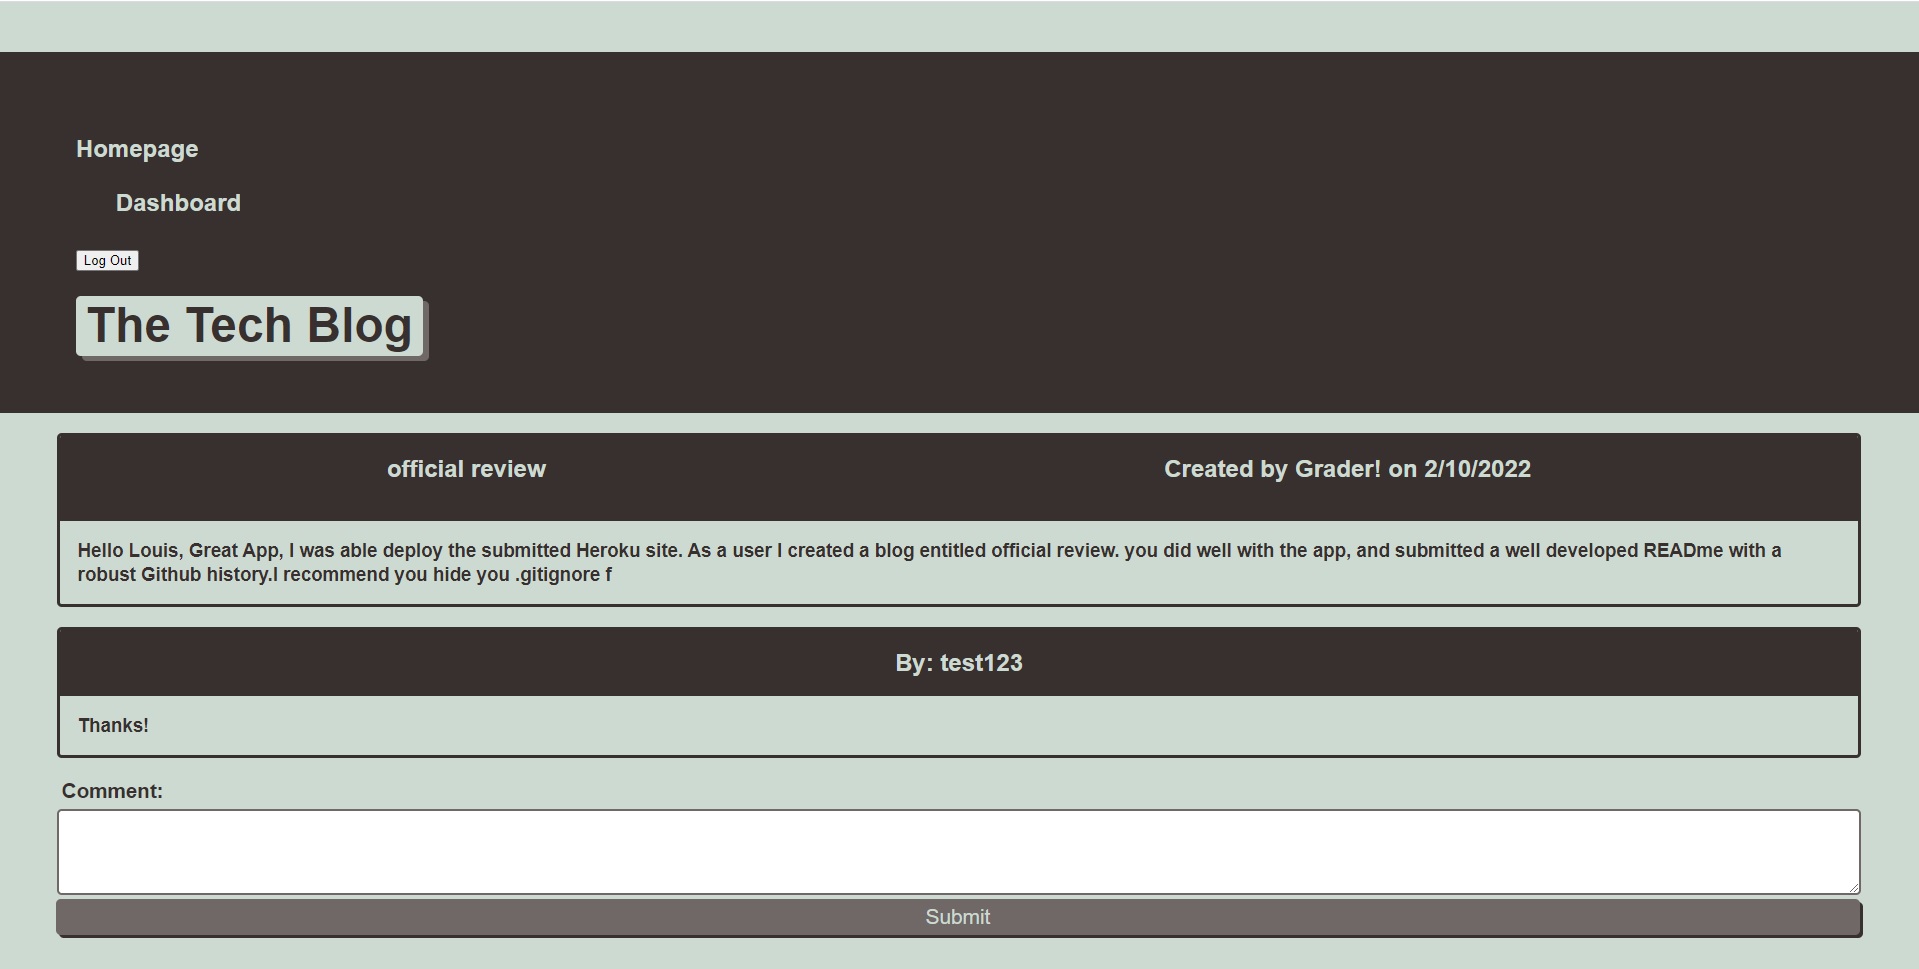 Homepage
Dashboard
Log Out
The Tech Blog
official review
Created by Grader! on 2/10/2022
Hello Louis, Great App, I was able deploy the submitted Heroku site. As a user I created a blog entitled official review. you did well with the app, and submitted a well developed READme with a
robust Github history.I recommend you hide you .gitignore f
By: test123
Thanks!
Comment:
Submit